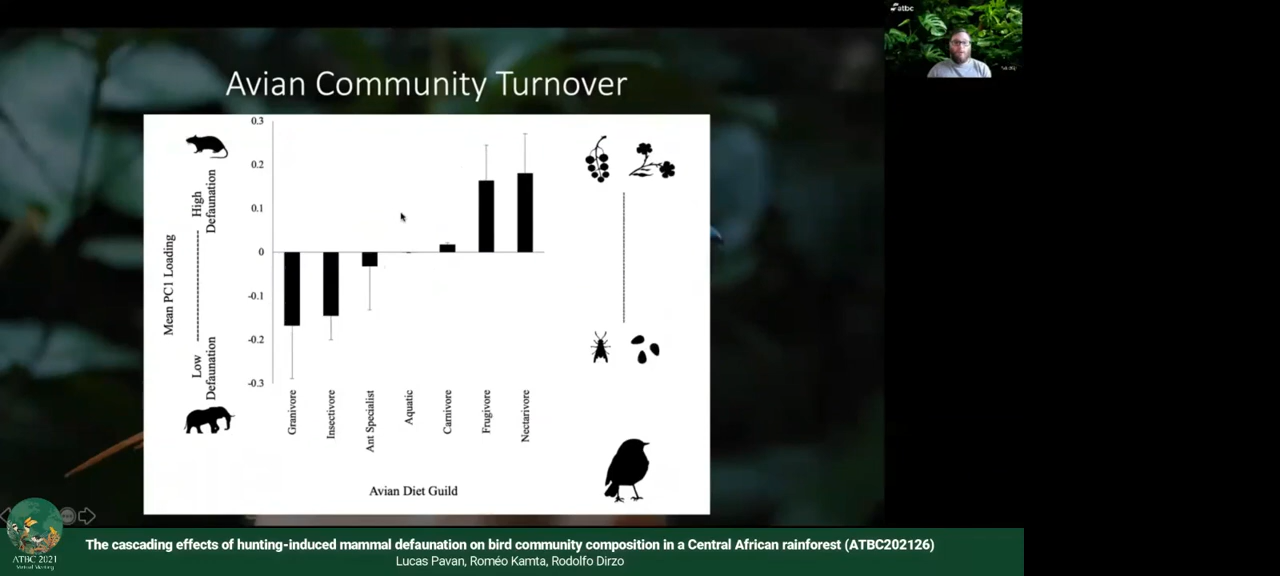 atbc
Avian Community Turnover
0.3
0.2
0.1
0
-0.1
-0.2
-0.3
Mean PC1 Loading
High
Defaunation
Low
Defaunation
Granivore
Insectivore
Ant Specialist
Aquatic
Carnivore
Frugivore
Nectarivore
Avian Diet Guild
ATBC 2021
Virtual Meeting
The cascading effects of hunting-induced mammal defaunation on bird community composition in a Central African rainforest (ATBC202126)
Lucas Pavan, Roméo Kamta, Rodolfo Dirzo